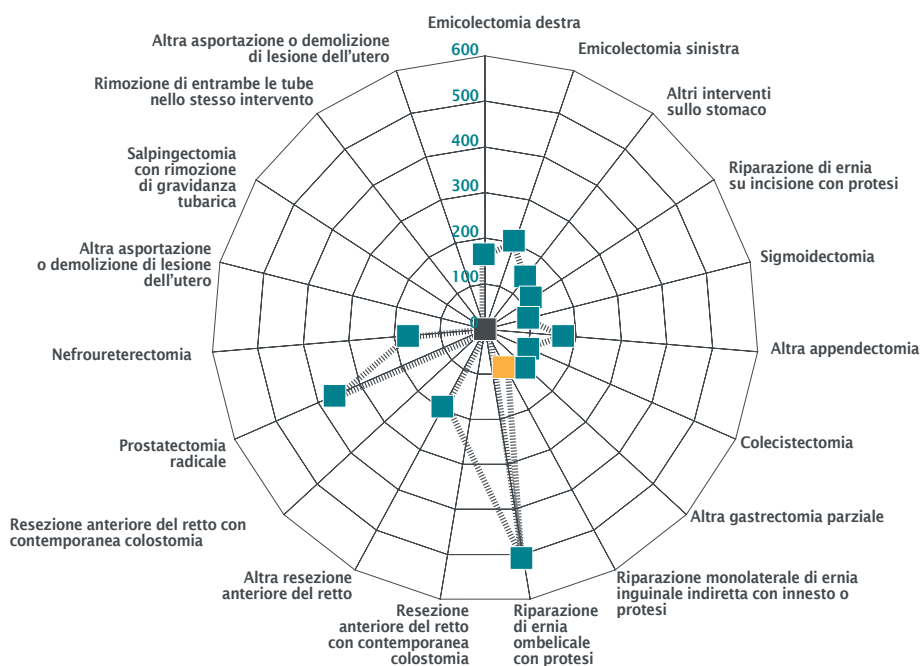 Emicolectomia destra
Emicolectomia sinistra
Altri interventi
sullo stomaco
Riparazione di ernia
su incisione con protesi
Sigmoidectomia
Altra appendectomia
Colecistectomia
Altra gastrectomia parziale
Riparazione monolaterale di ernia
inguinale indiretta con innesto o
protesi
Riparazione
di ernia
ombelicale
con protesi
Resezione
anteriore del retto
con contemporanea
colostomia
Altra resezione
anteriore del retto
Resezione anteriore del retto con
contemporanea colostomia
Prostatectomia
radicale
Nefroureterectomia
Altra asportazione
o demolizione di lesione
dell'utero
Salpingectomia
con rimozione
di gravidanza
tubarica
Rimozione di entrambe le tube
nello stesso intervento
Altra asportazione o demolizione
di lesione dell'utero
600
500
400
300
200
100
0